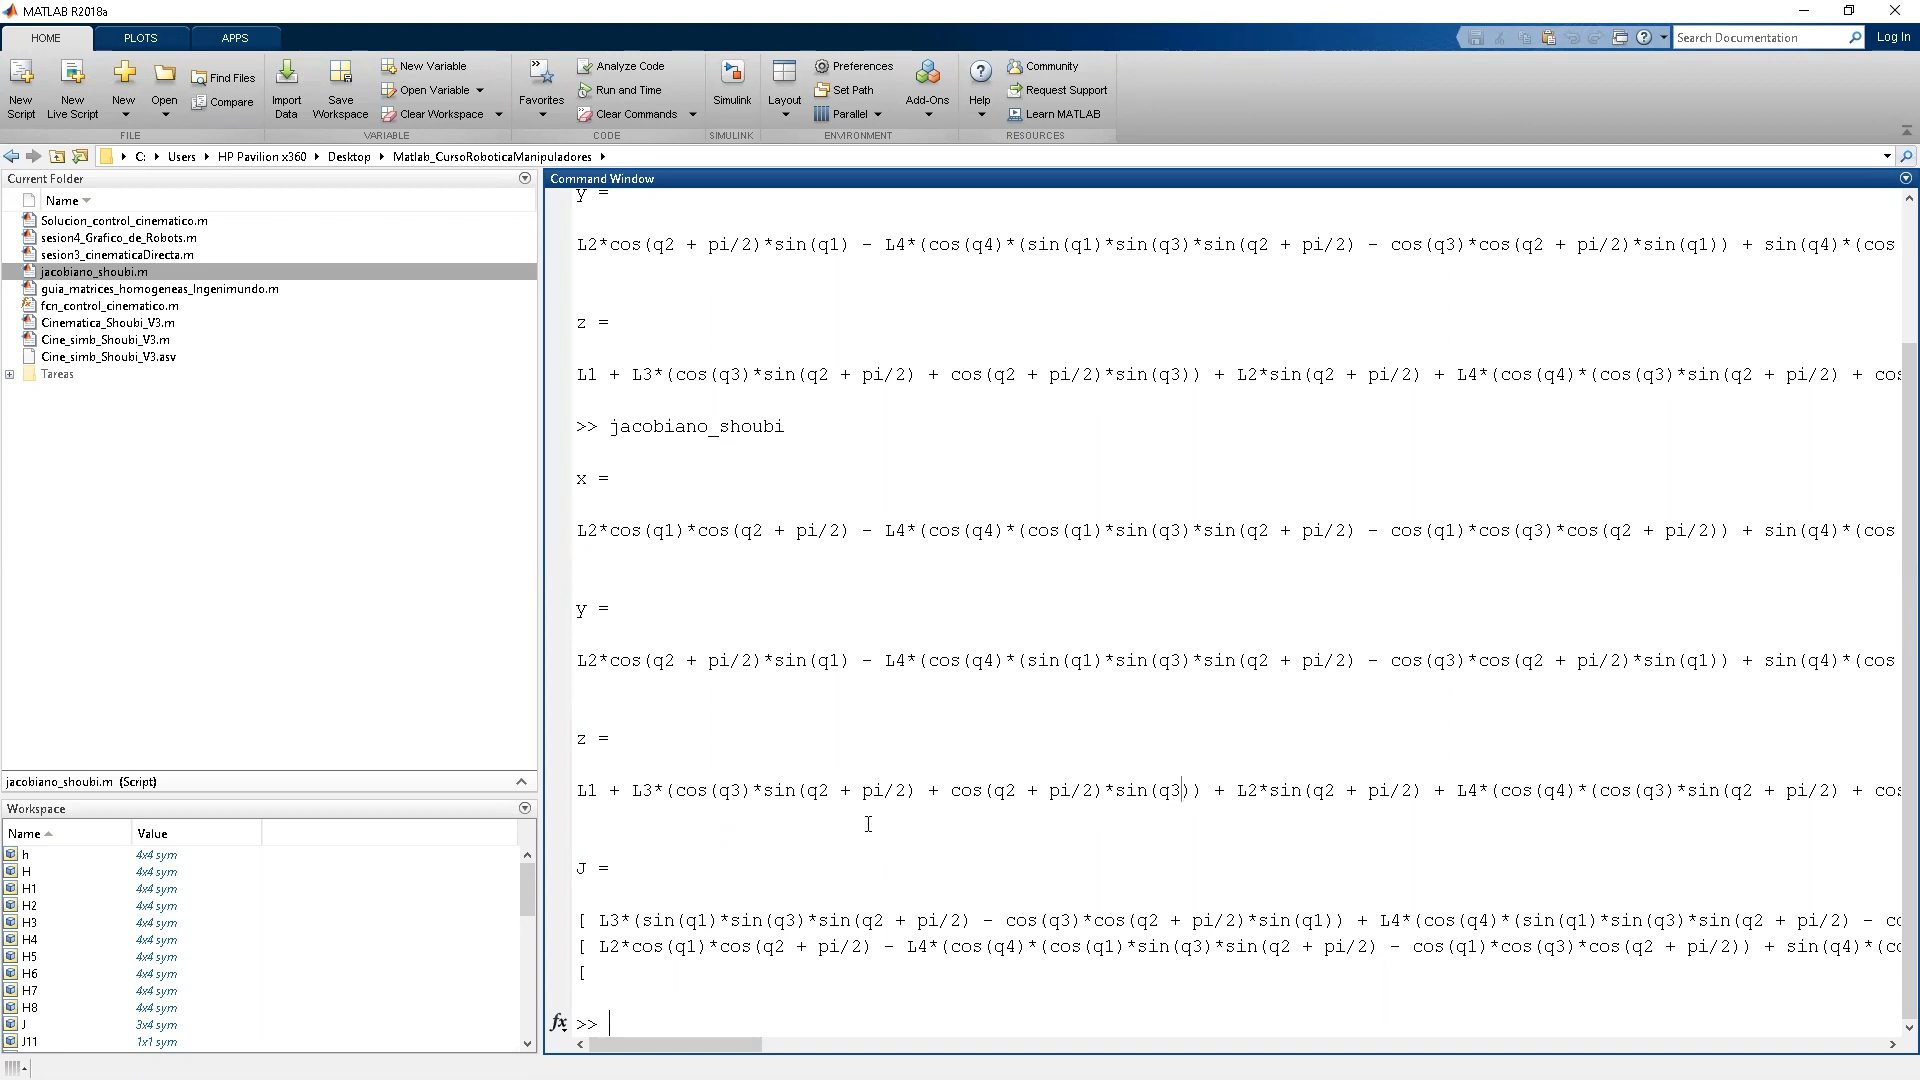 MATLAB R2018a
HOME PLOTS APPS
Search Documentation
Log In
New Script
New Live Script
New
Open
Find Files
Compare
Import Data
Save Workspace
New Variable
Open Variable
Clear Workspace
Favorites
Analyze Code
Run and Time
Clear Commands
Simulink
Layout
Preferences
Set Path
Parallel
Add-Ons
Help
Community
Request Support
Learn MATLAB
FILE VARIABLE CODE SIMULINK ENVIRONMENT RESOURCES
C: Users HP Pavilion x360 Desktop Matlab_CursoRoboticaManipuladores
Current Folder
Name
Solucion_control_cinematico.m
sesion4_Grafico_de_Robots.m
sesion3_cinematicaDirecta.m
jacobiano_shoubi.m
guia_matrices_homogeneas_Ingenimundo.m
fcn_control_cinematico.m
Cinematica_Shoubi_V3.m
Cine_simb_Shoubi_V3.m
Cine_simb_Shoubi_V3.asv
Tareas
jacobiano_shoubi.m (Script)
Workspace
Name Value
h 4x4 sym
H 4x4 sym
H1 4x4 sym
H2 4x4 sym
H3 4x4 sym
H4 4x4 sym
H5 4x4 sym
H6 4x4 sym
H7 4x4 sym
H8 4x4 sym
J 3x4 sym
J11 1x1 sym
Command Window
y =
L2*cos(q2 + pi/2)*sin(q1) - L4*(cos(q4)*(sin(q1)*sin(q3)*sin(q2 + pi/2) - cos(q3)*cos(q2 + pi/2)*sin(q1)) + sin(q4)*(cos
z =
L1 + L3*(cos(q3)*sin(q2 + pi/2) + cos(q2 + pi/2)*sin(q3)) + L2*sin(q2 + pi/2) + L4*(cos(q4)*(cos(q3)*sin(q2 + pi/2) + cos
>> jacobiano_shoubi
x =
L2*cos(q1)*cos(q2 + pi/2) - L4*(cos(q4)*(cos(q1)*sin(q3)*sin(q2 + pi/2) - cos(q1)*cos(q3)*cos(q2 + pi/2)) + sin(q4)*(cos
y =
L2*cos(q2 + pi/2)*sin(q1) - L4*(cos(q4)*(sin(q1)*sin(q3)*sin(q2 + pi/2) - cos(q3)*cos(q2 + pi/2)*sin(q1)) + sin(q4)*(cos
z =
L1 + L3*(cos(q3)*sin(q2 + pi/2) + cos(q2 + pi/2)*sin(q3)) + L2*sin(q2 + pi/2) + L4*(cos(q4)*(cos(q3)*sin(q2 + pi/2) + cos
J =
[ L3*(sin(q1)*sin(q3)*sin(q2 + pi/2) - cos(q3)*cos(q2 + pi/2)*sin(q1)) + L4*(cos(q4)*(sin(q1)*sin(q3)*sin(q2 + pi/2) - co
[ L2*cos(q1)*cos(q2 + pi/2) - L4*(cos(q4)*(cos(q1)*sin(q3)*sin(q2 + pi/2) - cos(q1)*cos(q3)*cos(q2 + pi/2)) + sin(q4)*(co
[
fx >>